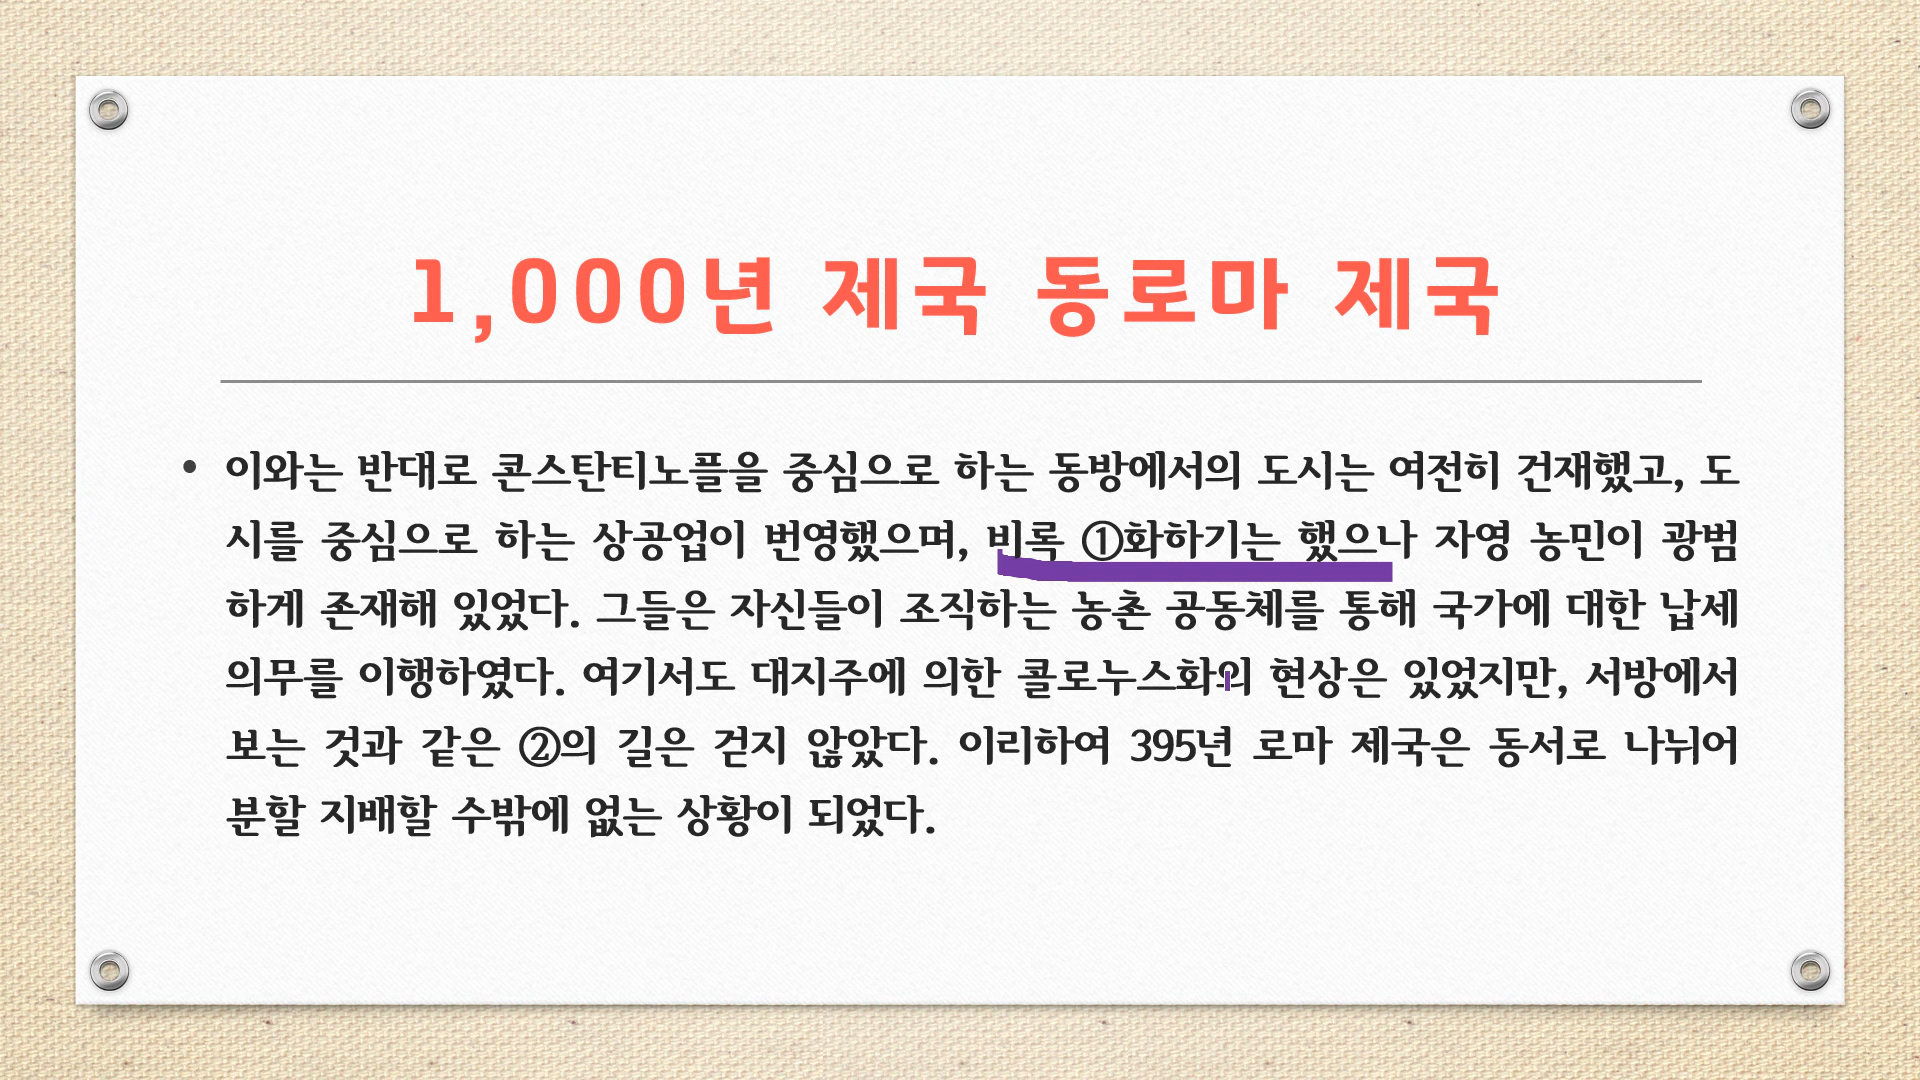 1,000년 제국 동로마 제국
• 이와는 반대로 콘스탄티노플을 중심으로 하는 동방에서의 도시는 여전히 건재했고, 도
시를 중심으로 하는 상공업이 번영했으며, 비록 ①화하기는 했으나 자영 농민이 광범
하게 존재해 있었다. 그들은 자신들이 조직하는 농촌 공동체를 통해 국가에 대한 납세
의무를 이행하였다. 여기서도 대지주에 의한 콜로누스화의 현상은 있었지만, 서방에서
보는 것과 같은 ②의 길은 걷지 않았다. 이리하여 395년 로마 제국은 동서로 나뉘어
분할 지배할 수밖에 없는 상황이 되었다.